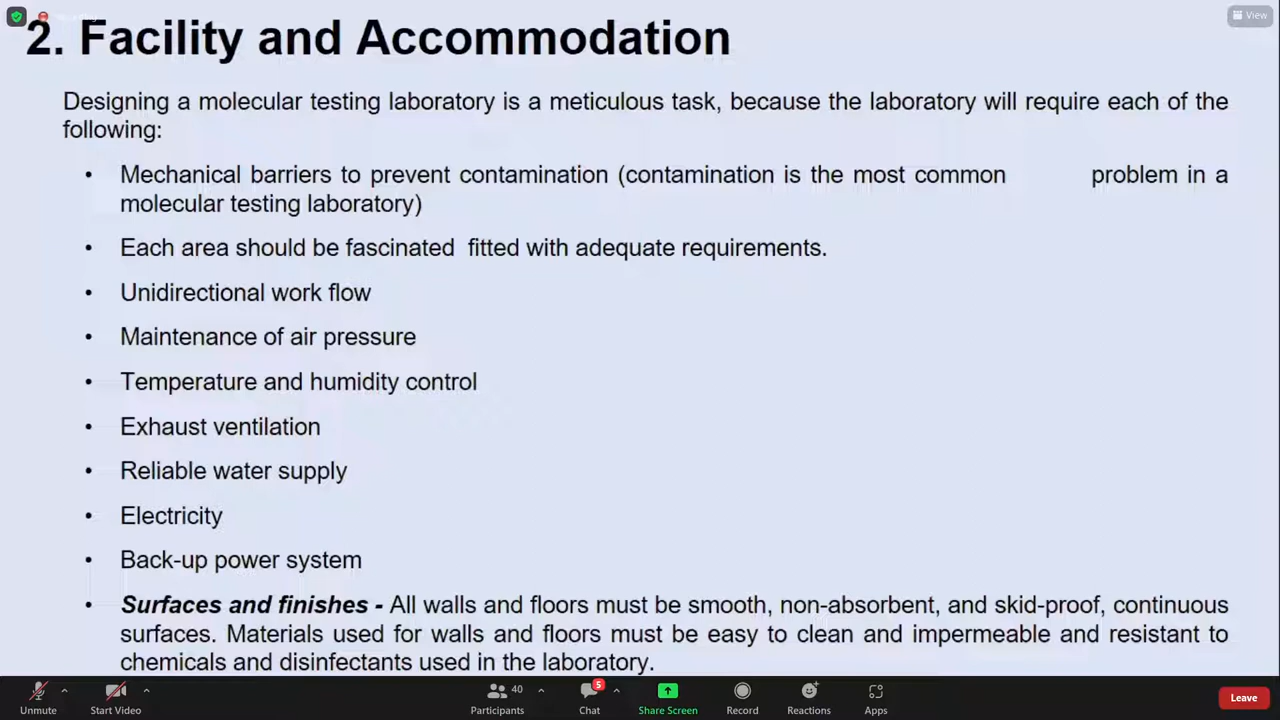 View
2. Facility and Accommodation
Designing a molecular testing laboratory is a meticulous task, because the laboratory will require each of the
following:
• Mechanical barriers to prevent contamination (contamination is the most common problem in a
molecular testing laboratory)
• Each area should be fascinated fitted with adequate requirements.
• Unidirectional work flow
• Maintenance of air pressure
• Temperature and humidity control
• Exhaust ventilation
• Reliable water supply
• Electricity
• Back-up power system
• Surfaces and finishes - All walls and floors must be smooth, non-absorbent, and skid-proof, continuous
surfaces. Materials used for walls and floors must be easy to clean and impermeable and resistant to
chemicals and disinfectants used in the laboratory.
40 5
Unmute Start Video Participants Chat Share Screen Record Reactions Apps Leave